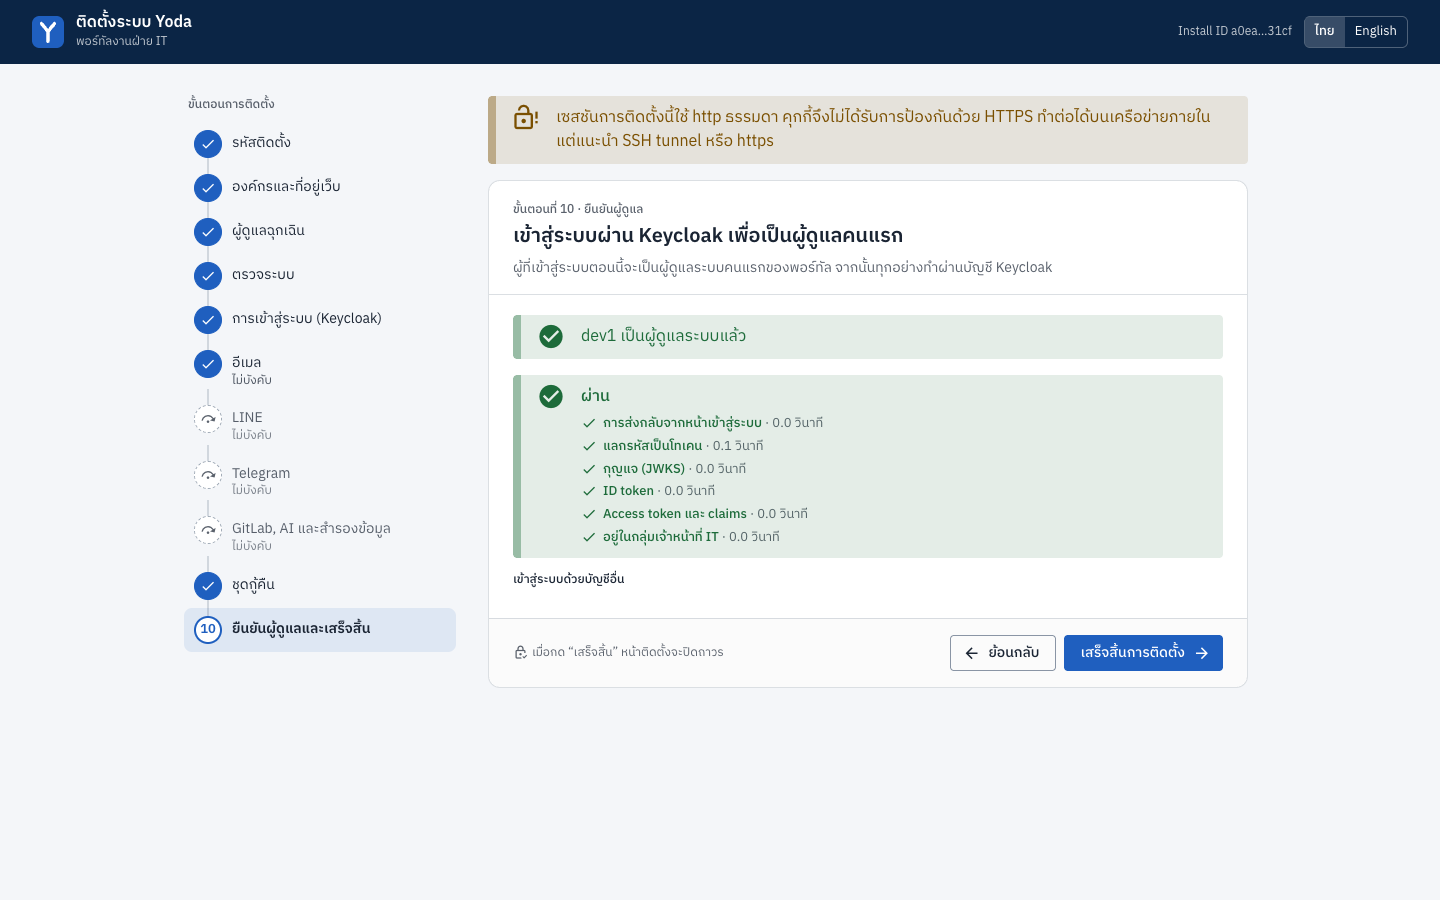 Y
ติดตั้งระบบ Yoda
พอร์ทัลงานฝ่าย IT
Install ID a0ea…31cf
ไทย
English
ขั้นตอนการติดตั้ง
รหัสติดตั้ง
องค์กรและที่อยู่เว็บ
ผู้ดูแลฉุกเฉิน
ตรวจระบบ
การเข้าสู่ระบบ (Keycloak)
อีเมล
ไม่บังคับ
LINE
ไม่บังคับ
Telegram
ไม่บังคับ
GitLab, AI และสำรองข้อมูล
ไม่บังคับ
ชุดกู้คืน
10 ยืนยันผู้ดูแลและเสร็จสิ้น
เซสชันการติดตั้งนี้ใช้ http ธรรมดา คุกกี้จึงไม่ได้รับการป้องกันด้วย HTTPS ทำต่อได้บนเครือข่ายภายใน
แต่แนะนำ SSH tunnel หรือ https
ขั้นตอนที่ 10 · ยืนยันผู้ดูแล
เข้าสู่ระบบผ่าน Keycloak เพื่อเป็นผู้ดูแลคนแรก
ผู้ที่เข้าสู่ระบบตอนนี้จะเป็นผู้ดูแลระบบคนแรกของพอร์ทัล จากนั้นทุกอย่างทำผ่านบัญชี Keycloak
dev1 เป็นผู้ดูแลระบบแล้ว
ผ่าน
การส่งกลับจากหน้าเข้าสู่ระบบ · 0.0 วินาที
แลกรหัสเป็นโทเคน · 0.1 วินาที
กุญแจ (JWKS) · 0.0 วินาที
ID token · 0.0 วินาที
Access token และ claims · 0.0 วินาที
อยู่ในกลุ่มเจ้าหน้าที่ IT · 0.0 วินาที
เข้าสู่ระบบด้วยบัญชีอื่น
เมื่อกด “เสร็จสิ้น” หน้าติดตั้งจะปิดถาวร
ย้อนกลับ
เสร็จสิ้นการติดตั้ง